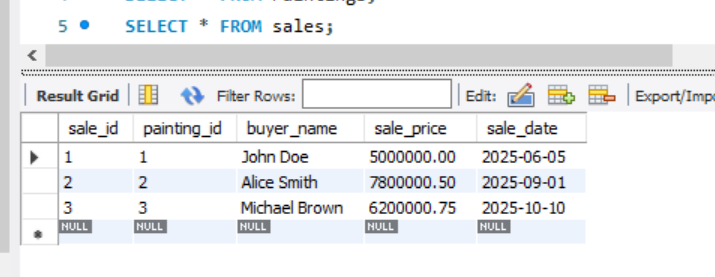 5 SELECT * FROM sales;
Result Grid Filter Rows: Edit: Export/Imp
sale_id painting_id buyer_name sale_price sale_date
1 1 John Doe 5000000.00 2025-06-05
2 2 Alice Smith 7800000.50 2025-09-01
3 3 Michael Brown 6200000.75 2025-10-10
NULL NULL NULL NULL NULL